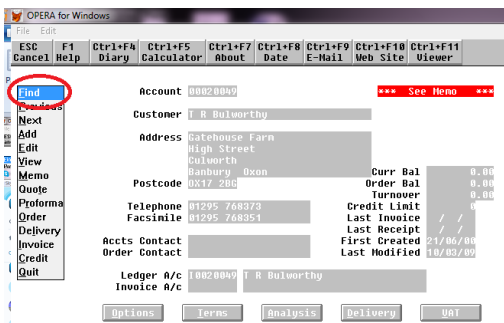 OPERA for Windows
File Edit
ESC F1 Ctrl+F4 Ctrl+F5 Ctrl+F7 Ctrl+F8 Ctrl+F9 Ctrl+F10 Ctrl+F11
Cancel Help Diary Calculator About Date E-Mail Web Site Viewer
Find
Previous
Next
Add
Edit
View
Memo
Quote
Proforma
Order
Delivery
Invoice
Credit
Quit
Account 00020049 *** See Memo ***
Customer T R Bulworthy
Address Gatehouse Farm
High Street
Culworth
Banbury Oxon
Postcode OX17 2BG
Telephone 01295 768373
Facsimile 01295 768351
Accts Contact
Order Contact
Ledger A/c I0020049 T R Bulworthy
Invoice A/c
Curr Bal 0.00
Order Bal 0.00
Turnover 0.00
Credit Limit 0
Last Invoice / /
Last Receipt / /
First Created 21/06/00
Last Modified 10/03/09
Options Terms Analysis Delivery VAT